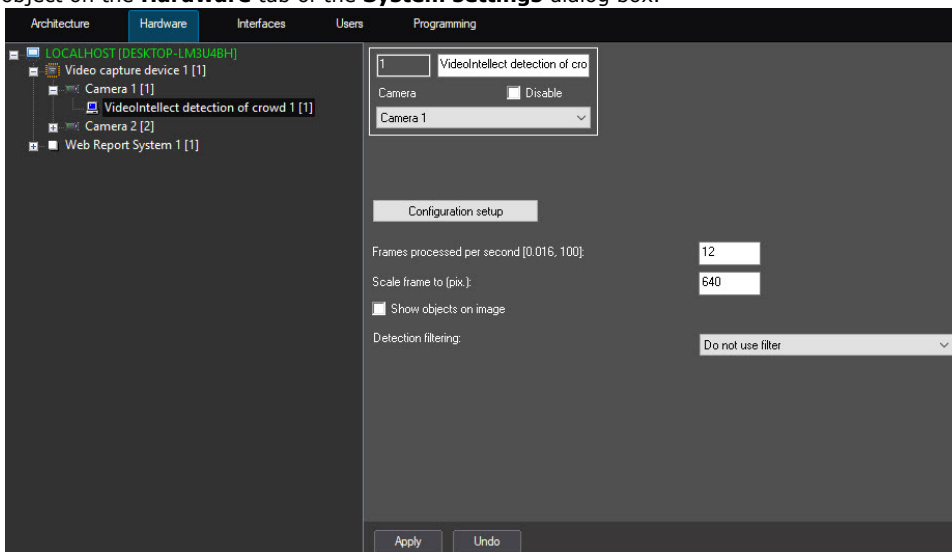 object on the Hardware tab of the System settings dialog box.
Architecture Hardware Interfaces Users Programming
LOCALHOST [DESKTOP-LM3U4BH]
Video capture device 1 [1]
Camera 1 [1]
VideoIntellect detection of crowd 1 [1]
Camera 2 [2]
Web Report System 1 [1]
1 VideoIntellect detection of cro
Camera Disable
Camera 1
Configuration setup
Frames processed per second [0.016, 100]: 12
Scale frame to (pix.): 640
Show objects on image
Detection filtering: Do not use filter
Apply Undo